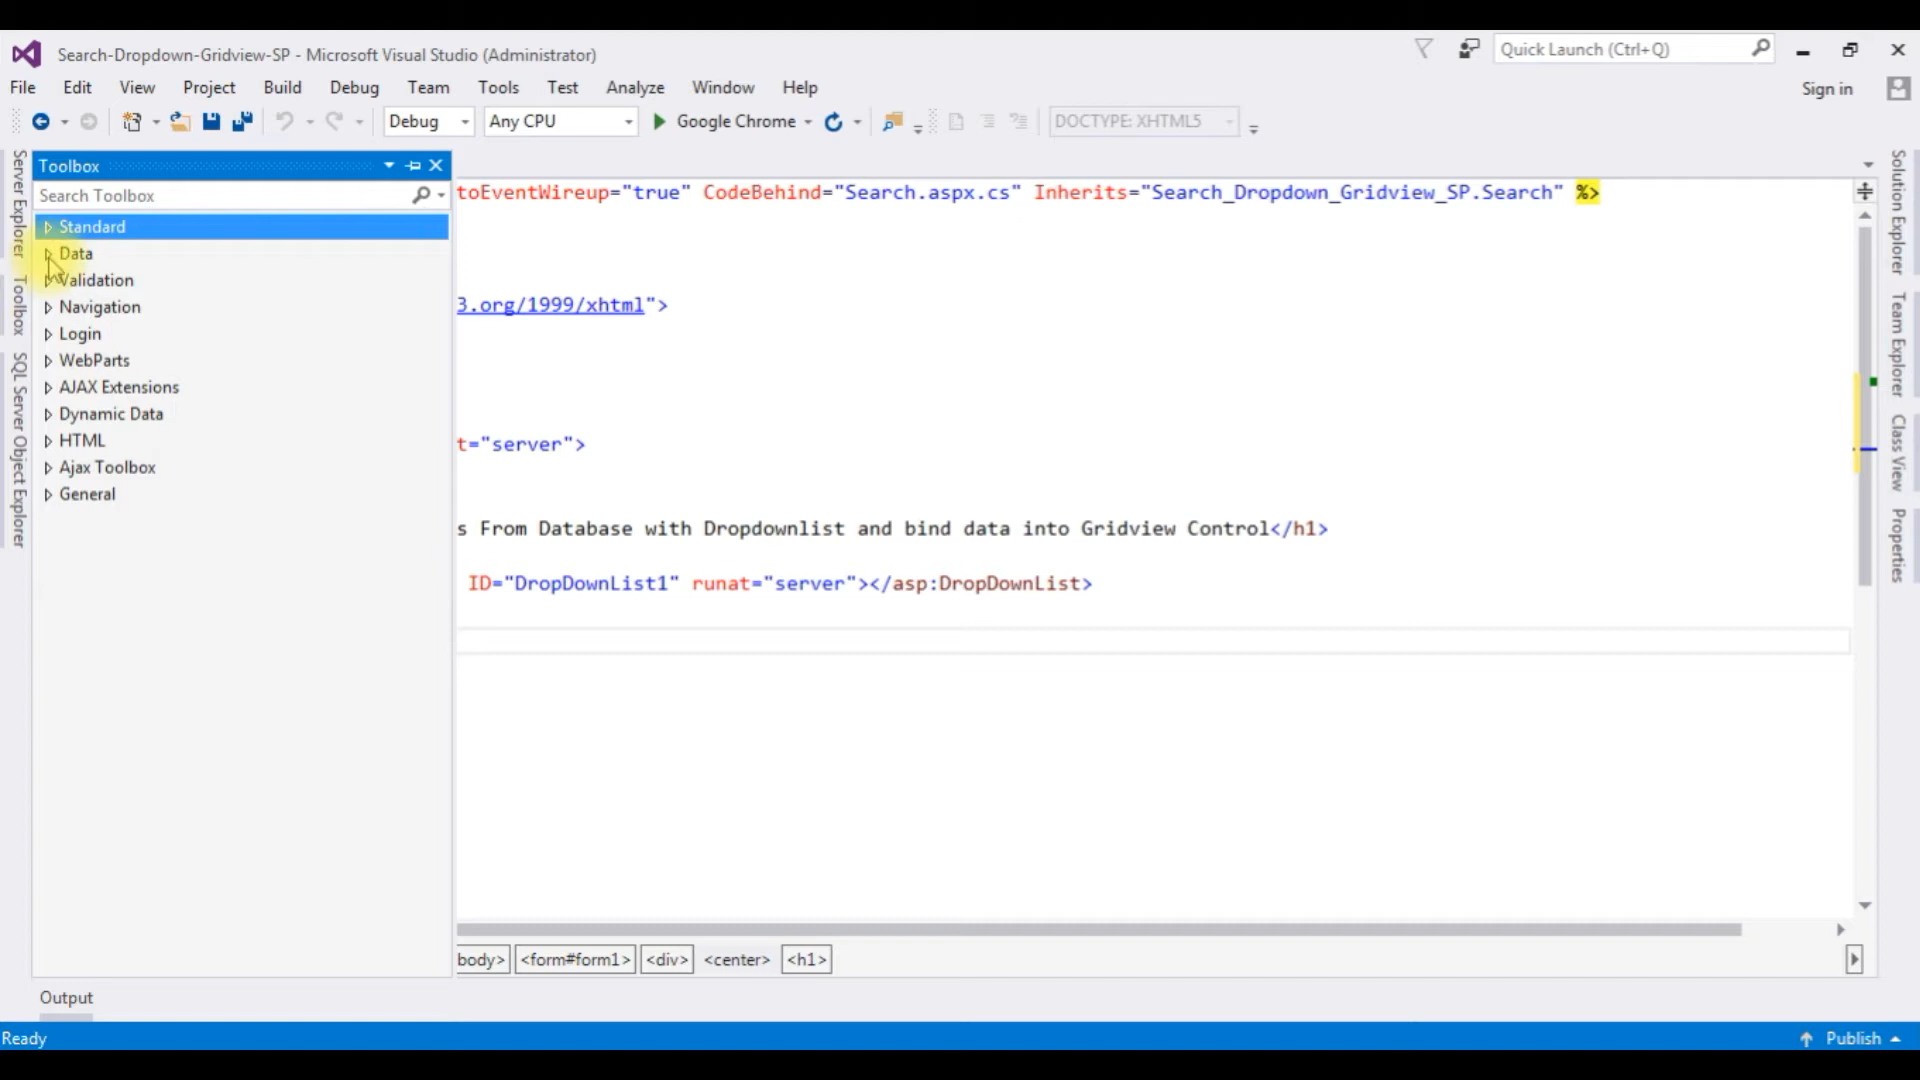 Search-Dropdown-Gridview-SP - Microsoft Visual Studio (Administrator)
Quick Launch (Ctrl+Q)
File Edit View Project Build Debug Team Tools Test Analyze Window Help
Sign in
Debug Any CPU Google Chrome DOCTYPE: XHTML5
Server Explorer
Toolbox
SQL Server Object Explorer
Toolbox
Search Toolbox
Standard
Data
Validation
Navigation
Login
WebParts
AJAX Extensions
Dynamic Data
HTML
Ajax Toolbox
General
toEventWireup="true" CodeBehind="Search.aspx.cs" Inherits="Search_Dropdown_Gridview_SP.Search" %>
3.org/1999/xhtml">
t="server">
s From Database with Dropdownlist and bind data into Gridview Control</h1>
ID="DropDownList1" runat="server"></asp:DropDownList>
body> <form#form1> <div> <center> <h1>
Solution Explorer
Team Explorer
Class View
Properties
Output
Ready
Publish